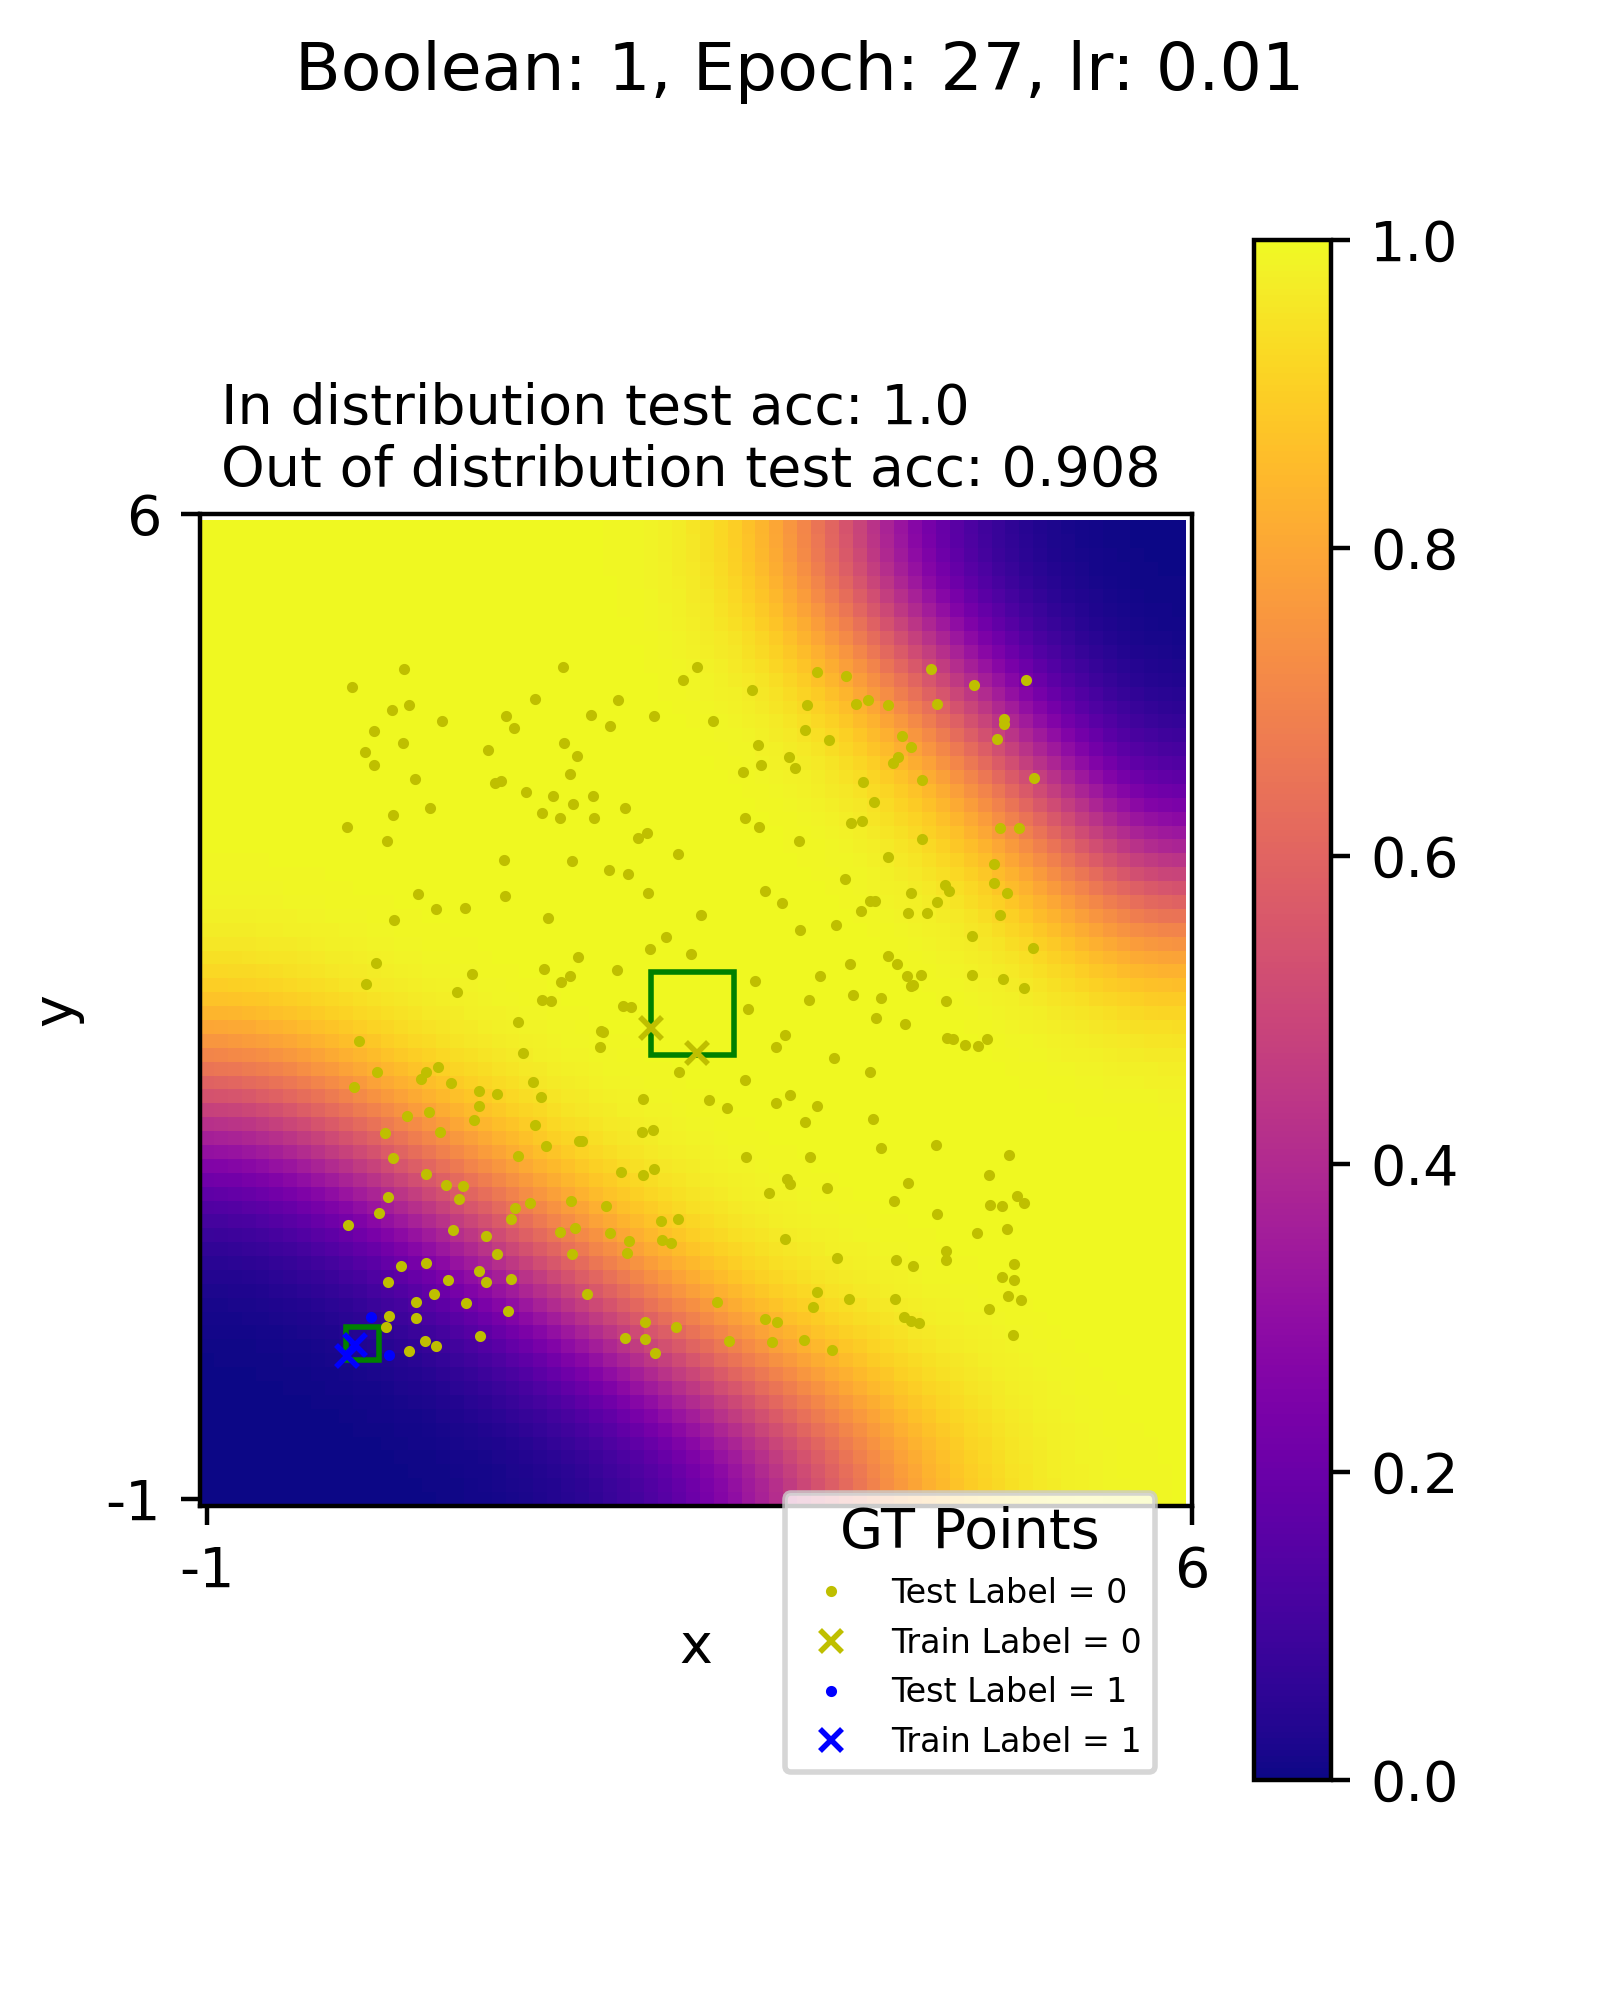 Boolean: 1, Epoch: 27, lr: 0.01
In distribution test acc: 1.0
Out of distribution test acc: 0.908
6
-1
y
-1
6
x
GT Points
Test Label = 0
Train Label = 0
Test Label = 1
Train Label = 1
1.0
0.8
0.6
0.4
0.2
0.0